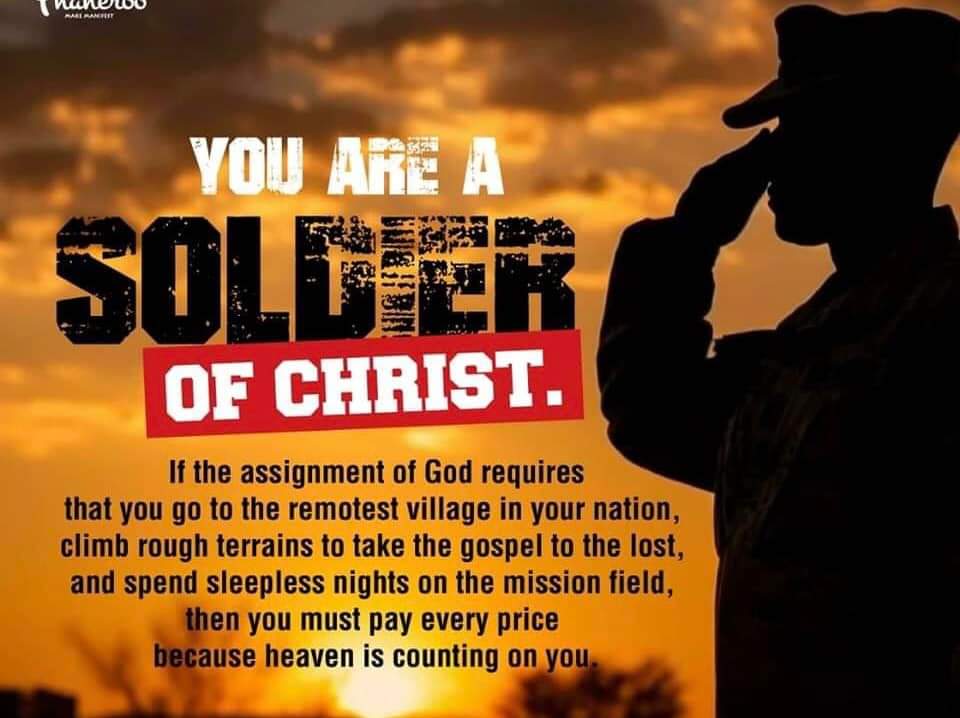 MAKE MANIFEST
YOU ARE A
SOLDIER
OF CHRIST.
If the assignment of God requires
that you go to the remotest village in your nation,
climb rough terrains to take the gospel to the lost,
and spend sleepless nights on the mission field,
then you must pay every price
because heaven is counting on you.